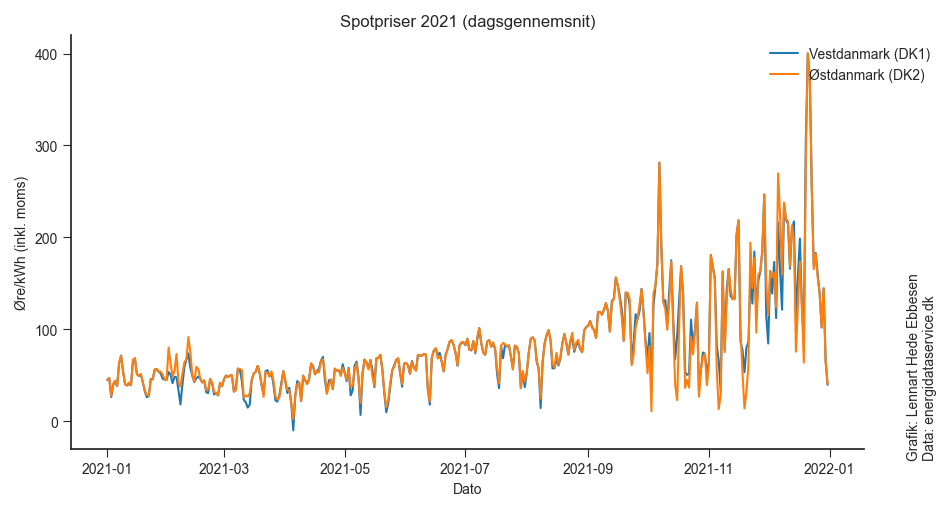 Spotpriser 2021 (dagsgennemsnit)
Vestdanmark (DK1)
Østdanmark (DK2)
Øre/kWh (inkl. moms)
400
300
200
100
0
2021-01
2021-03
2021-05
2021-07
2021-09
2021-11
2022-01
Dato
Grafik: Lennart Hede Ebbesen
Data: energidataservice.dk